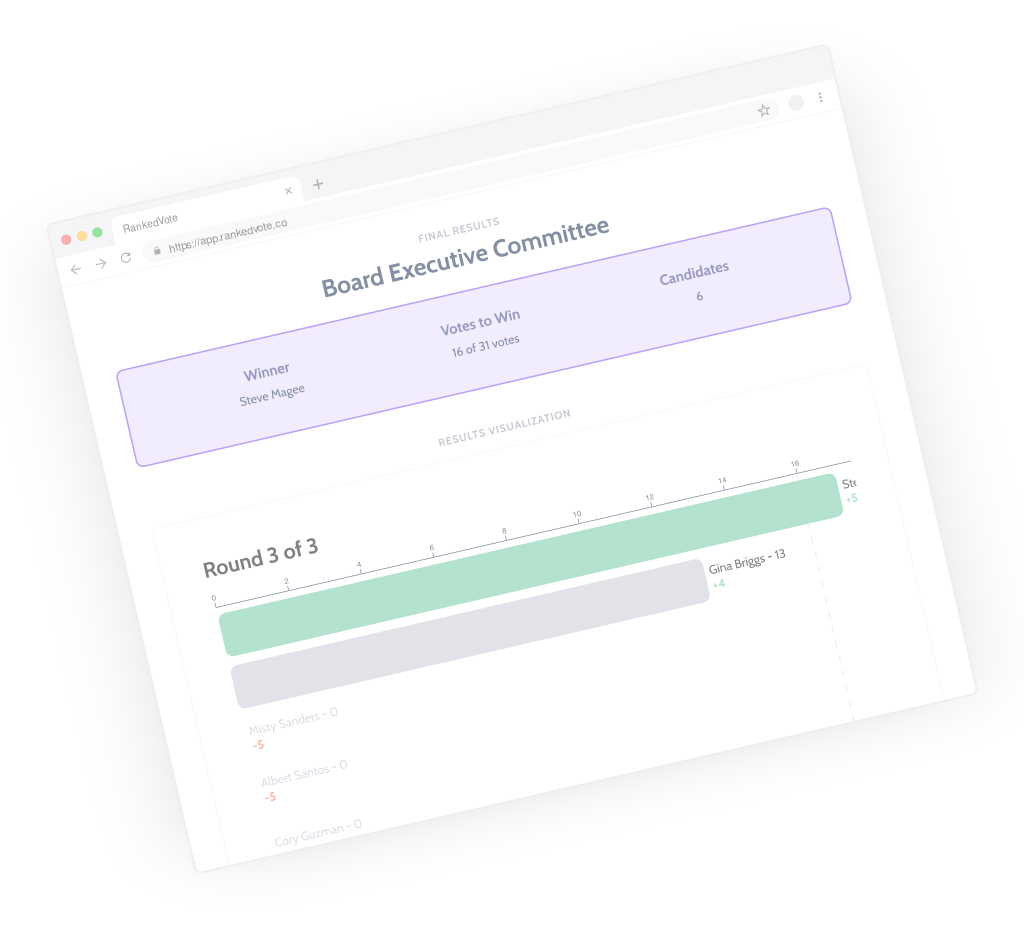 RankedVote
https://app.rankedvote.co
FINAL RESULTS
Board Executive Committee
Winner
Steve Magee
Votes to Win
16 of 31 votes
Candidates
6
RESULTS VISUALIZATION
Round 3 of 3
0 2 4 6 8 10 12 14 16
Ste
+5
Gina Briggs - 13
+4
Misty Sanders - 0
-5
Albert Santos - 0
-5
Cory Guzman - 0